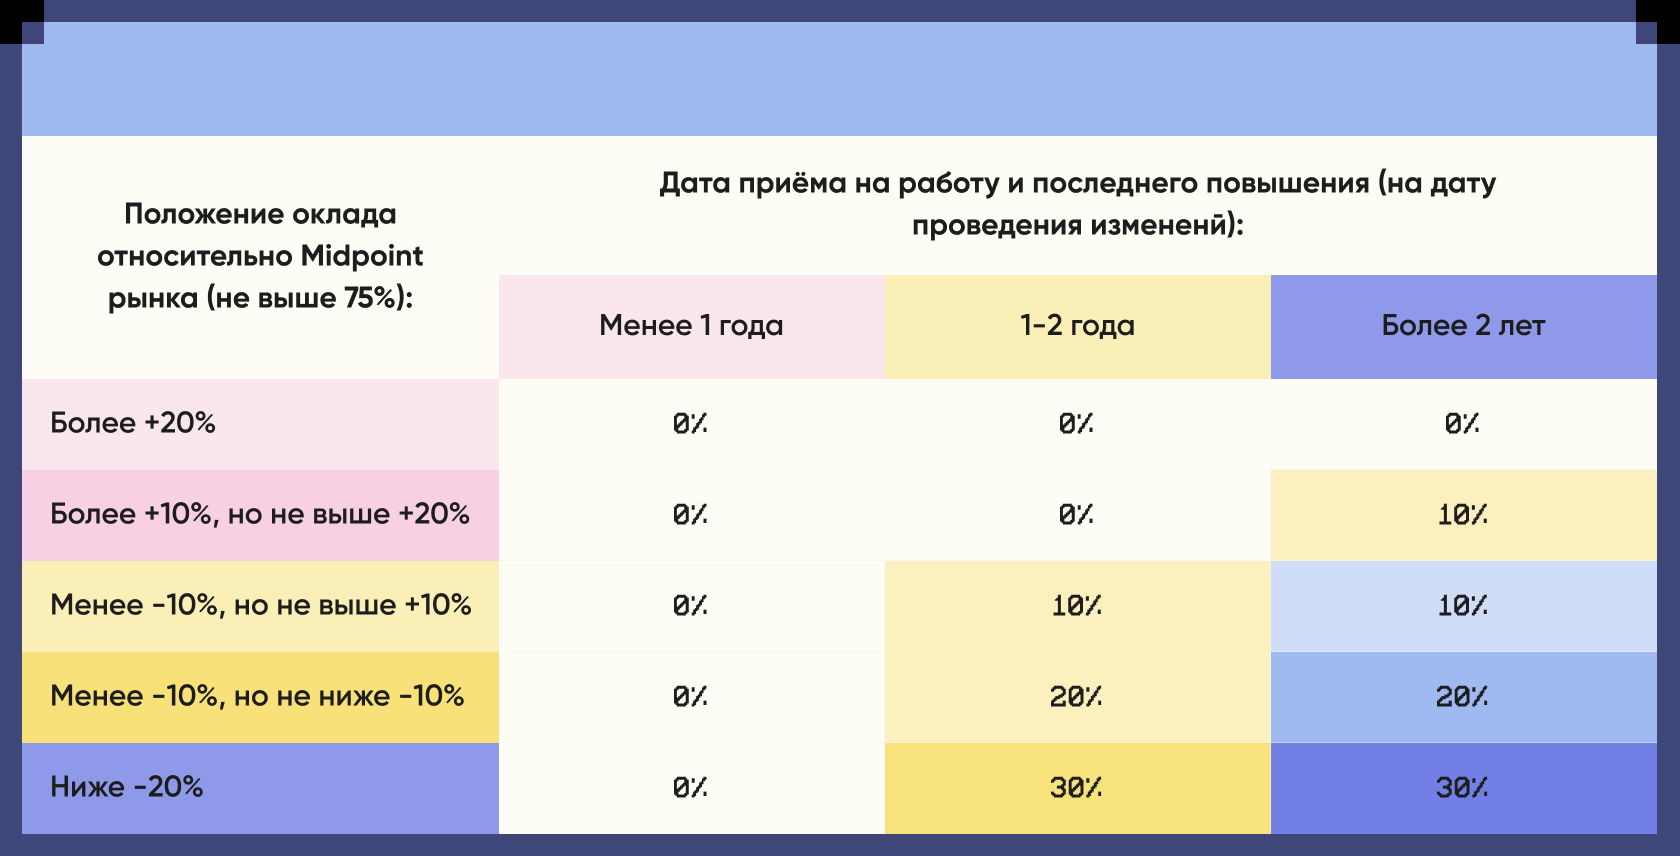 Положение оклада
относительно Midpoint
рынка (не выше 75%):
Дата приёма на работу и последнего повышения (на дату
проведения измененй):
Менее 1 года
1-2 года
Более 2 лет
Более +20%
0%
0%
0%
Более +10%, но не выше +20%
0%
0%
10%
Менее -10%, но не выше +10%
0%
10%
10%
Менее -10%, но не ниже -10%
0%
20%
20%
Ниже -20%
0%
30%
30%